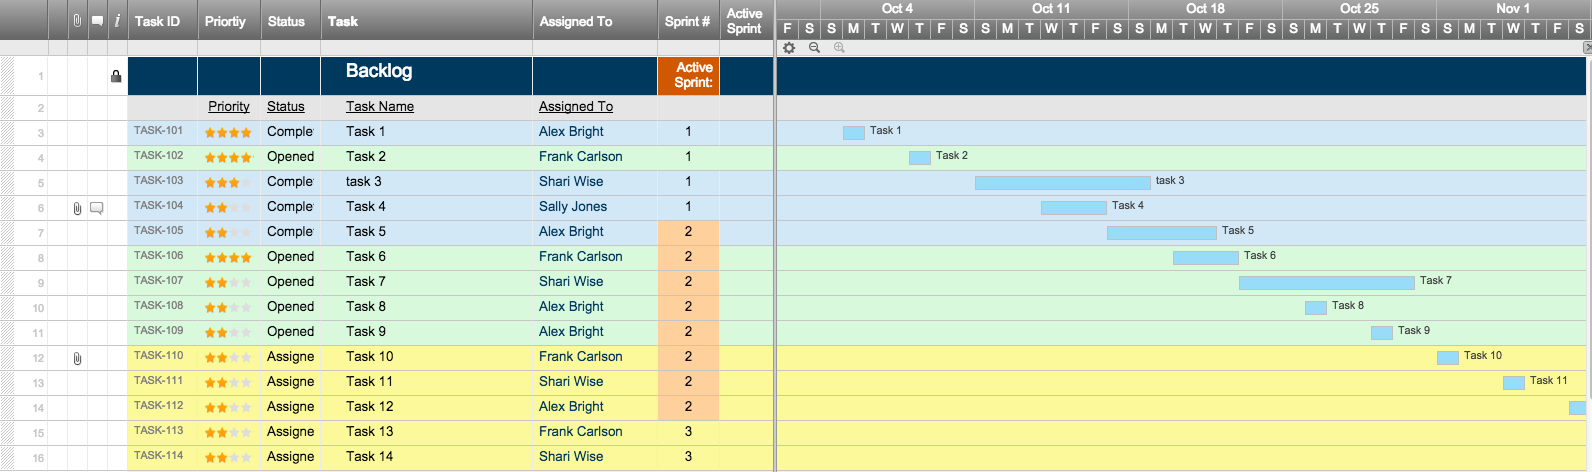 i Task ID Priortiy Status Task Assigned To Sprint # Active Sprint Oct 4 Oct 11 Oct 18 Oct 25 Nov 1
F S S M T W T F S S M T W T F S S M T W T F S S M T W T F S S M T W T F S
1 Backlog Active Sprint:
2 Priority Status Task Name Assigned To
3 TASK-101 Comple Task 1 Alex Bright 1 Task 1
4 TASK-102 Opened Task 2 Frank Carlson 1 Task 2
5 TASK-103 Comple task 3 Shari Wise 1 task 3
6 TASK-104 Comple Task 4 Sally Jones 1 Task 4
7 TASK-105 Comple Task 5 Alex Bright 2 Task 5
8 TASK-106 Opened Task 6 Frank Carlson 2 Task 6
9 TASK-107 Opened Task 7 Shari Wise 2 Task 7
10 TASK-108 Opened Task 8 Alex Bright 2 Task 8
11 TASK-109 Opened Task 9 Alex Bright 2 Task 9
12 TASK-110 Assigne Task 10 Frank Carlson 2 Task 10
13 TASK-111 Assigne Task 11 Shari Wise 2 Task 11
14 TASK-112 Assigne Task 12 Alex Bright 2
15 TASK-113 Assigne Task 13 Frank Carlson 3
16 TASK-114 Assigne Task 14 Shari Wise 3